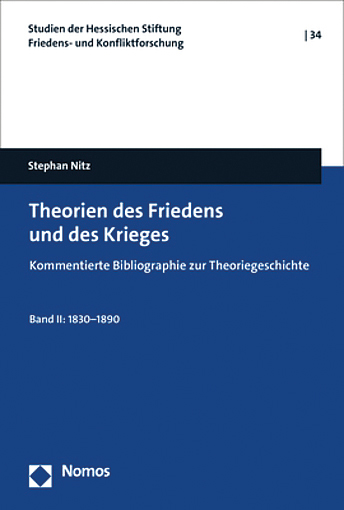 Studien der Hessischen Stiftung
Friedens- und Konfliktforschung
| 34
Stephan Nitz
Theorien des Friedens
und des Krieges
Kommentierte Bibliographie zur Theoriegeschichte
Band II: 1830–1890
Nomos